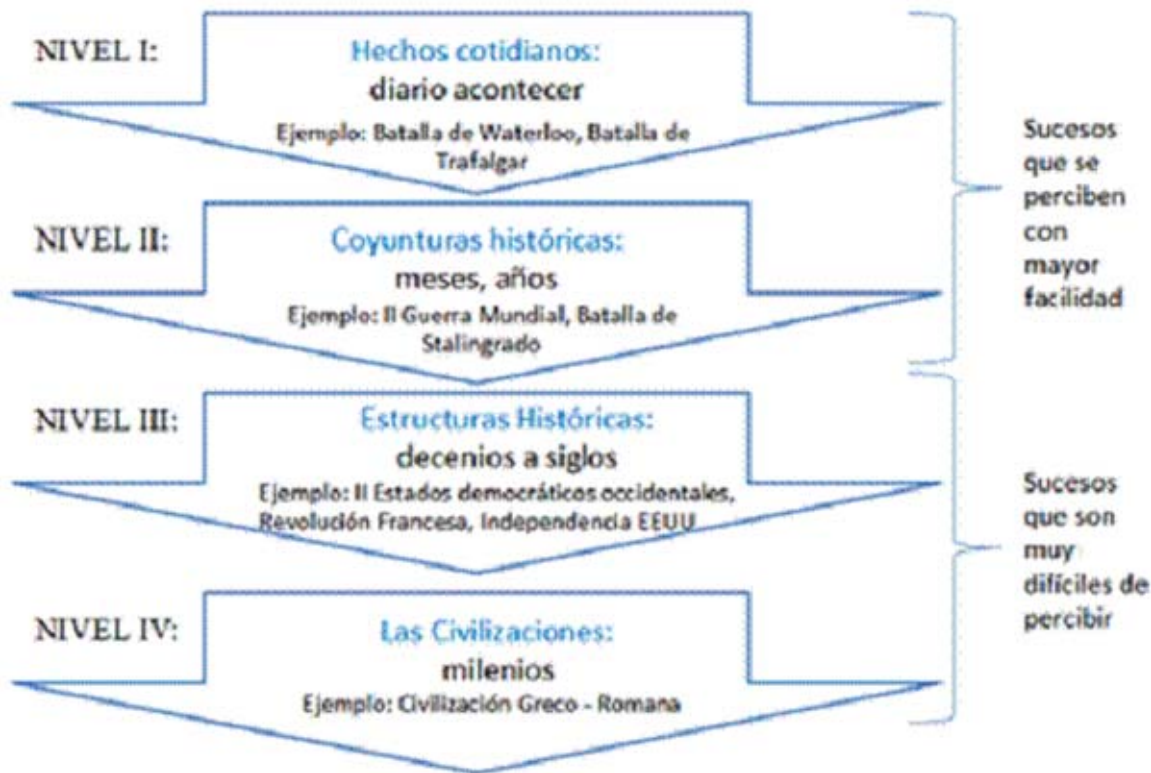 NIVEL I:
Hechos cotidianos:
diario acontecer
Ejemplo: Batalla de Waterloo, Batalla de
Trafalgar
NIVEL II:
Coyunturas históricas:
meses, años
Ejemplo: II Guerra Mundial, Batalla de
Stalingrado
Sucesos
que se
perciben
con
mayor
facilidad
NIVEL III:
Estructuras Históricas:
decenios a siglos
Ejemplo: II Estados democráticos occidentales,
Revolución Francesa, Independencia EEUU
NIVEL IV:
Las Civilizaciones:
milenios
Ejemplo: Civilización Greco - Romana
Sucesos
que son
muy
difíciles de
percibir